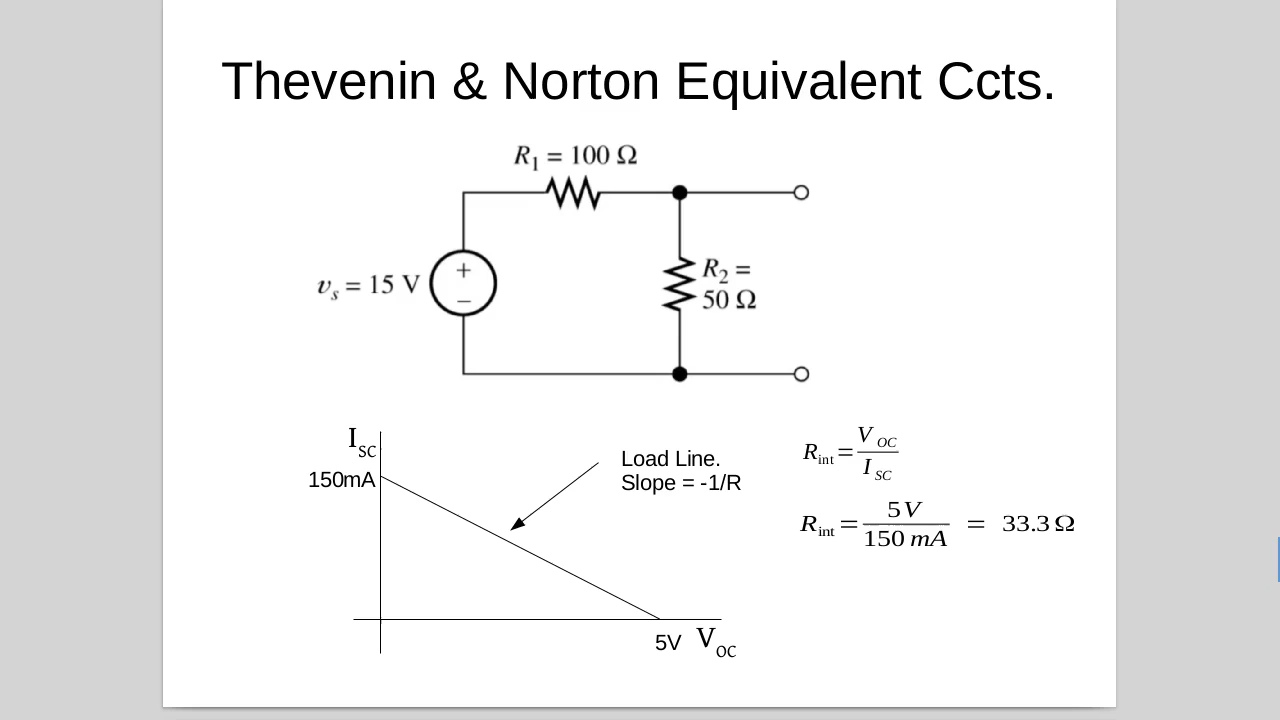 Thevenin & Norton Equivalent Ccts.
R1 = 100 Ω
+
−
vs = 15 V
R2 =
50 Ω
ISC
150mA
Load Line.
Slope = -1/R
5V VOC
Rint = VOC / ISC
Rint = 5V / 150 mA = 33.3 Ω